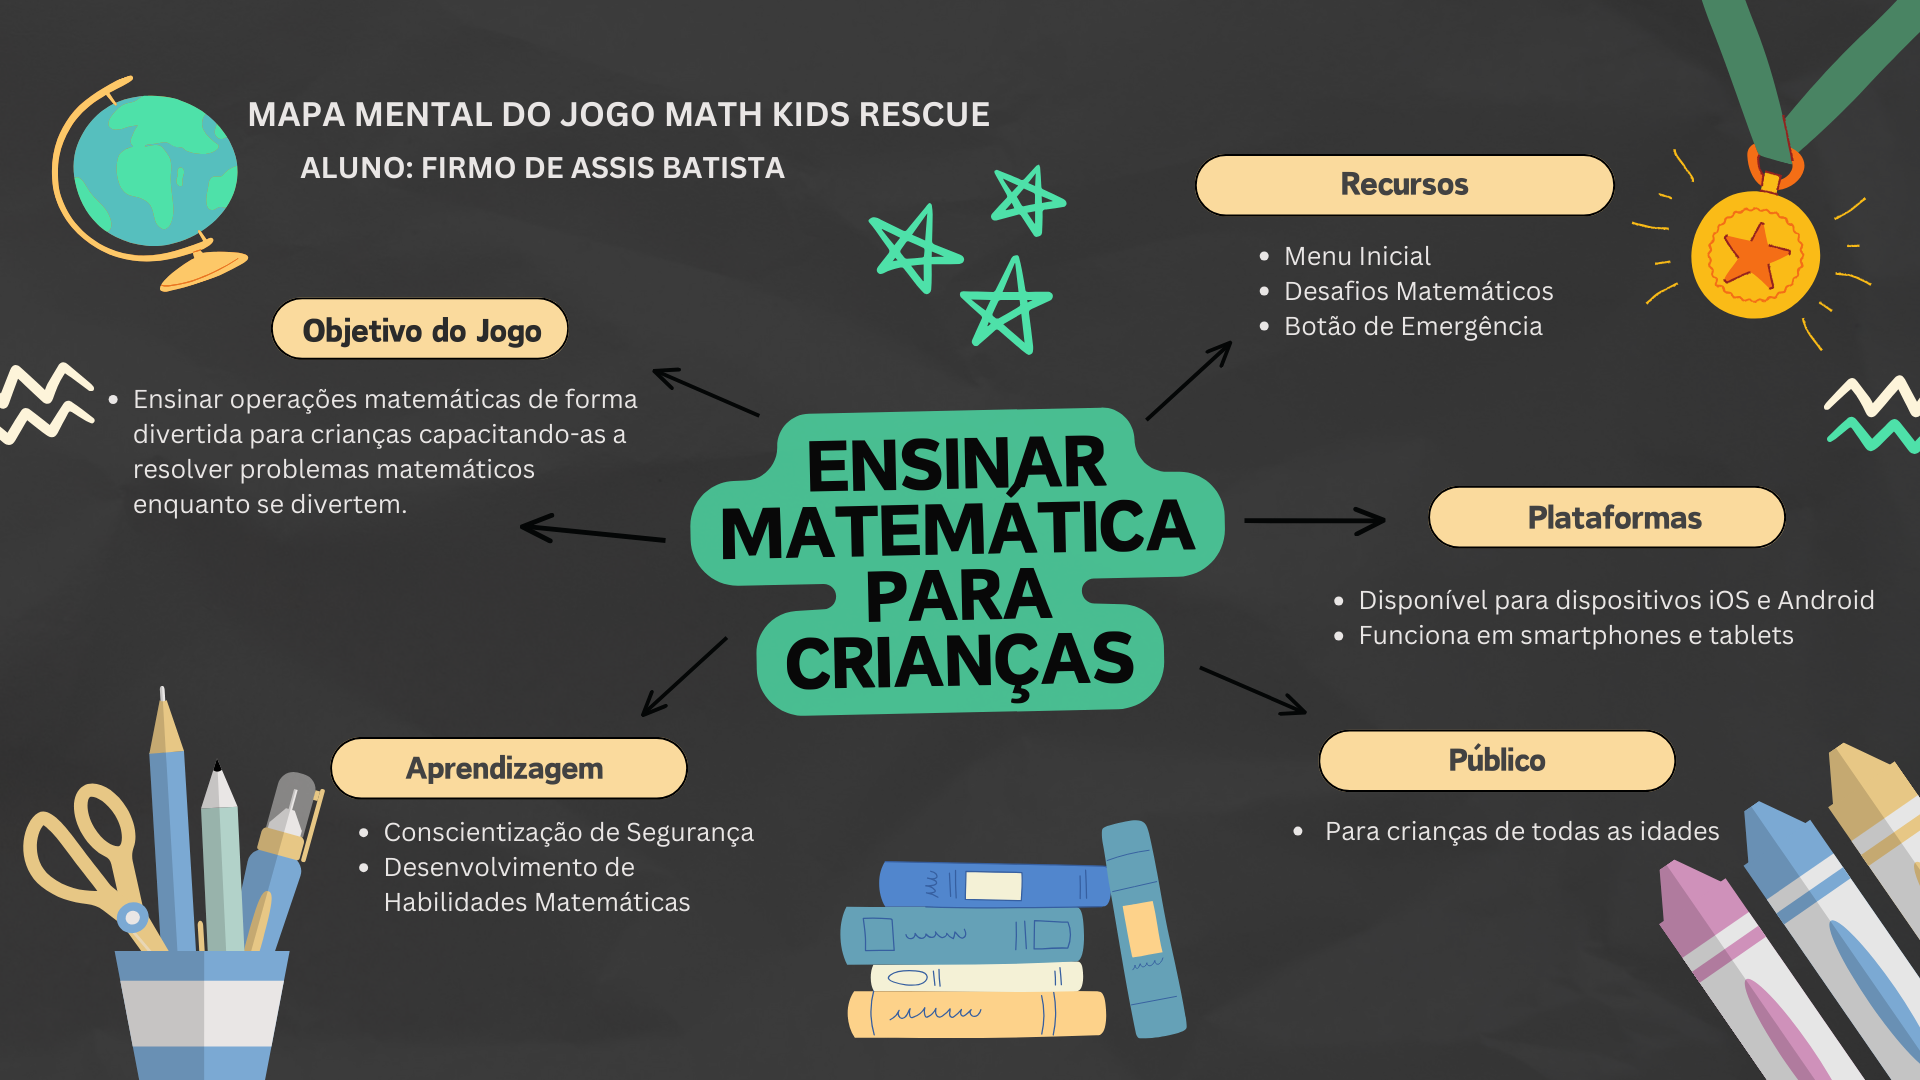 MAPA MENTAL DO JOGO MATH KIDS RESCUE
ALUNO: FIRMO DE ASSIS BATISTA
Objetivo do Jogo
Ensinar operações matemáticas de forma
divertida para crianças capacitando-as a
resolver problemas matemáticos
enquanto se divertem.
ENSINAR
MATEMÁTICA
PARA
CRIANÇAS
Recursos
Menu Inicial
Desafios Matemáticos
Botão de Emergência
Plataformas
Disponível para dispositivos iOS e Android
Funciona em smartphones e tablets
Aprendizagem
Conscientização de Segurança
Desenvolvimento de
Habilidades Matemáticas
Público
Para crianças de todas as idades